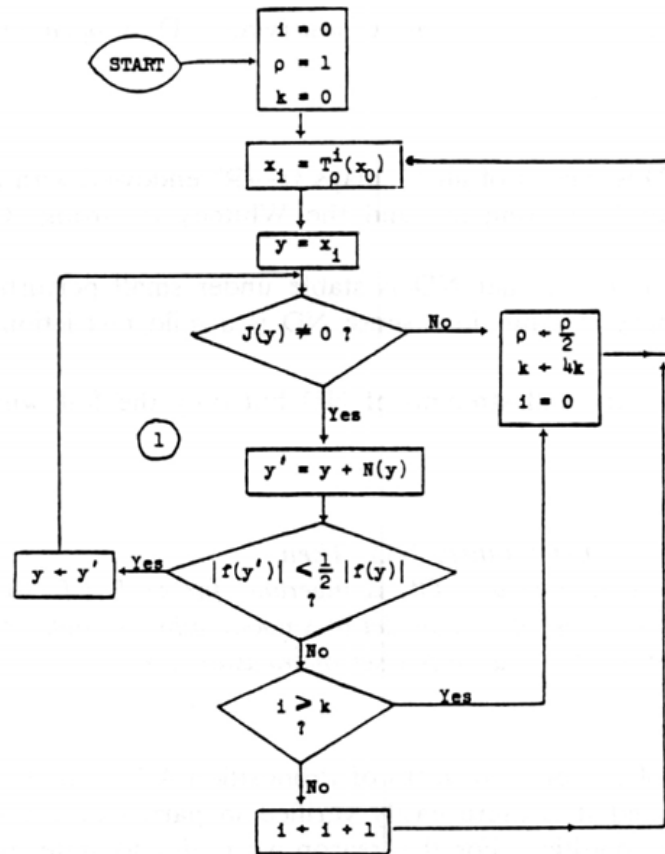 START
i = 0
ρ = 1
k = 0
x_i = T_ρ^i(x_0)
y = x_i
J(y) ≠ 0 ?
No
ρ ← ρ/2
k ← 4k
i = 0
Yes
1
y' = y + N(y)
y ← y'
Yes
|f(y')| < 1/2 |f(y)|
?
No
i ⩾ k
?
Yes
No
i ← i + 1